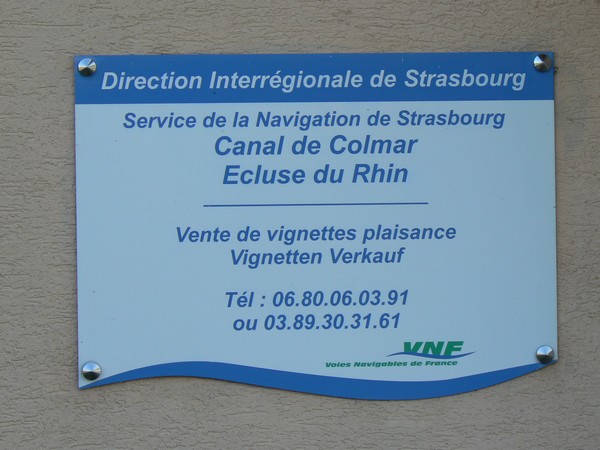 Direction Interrégionale de Strasbourg
Service de la Navigation de Strasbourg
Canal de Colmar
Ecluse du Rhin
Vente de vignettes plaisance
Vignetten Verkauf
Tél : 06.80.06.03.91
ou 03.89.30.31.61
VNF
Voies Navigables de France